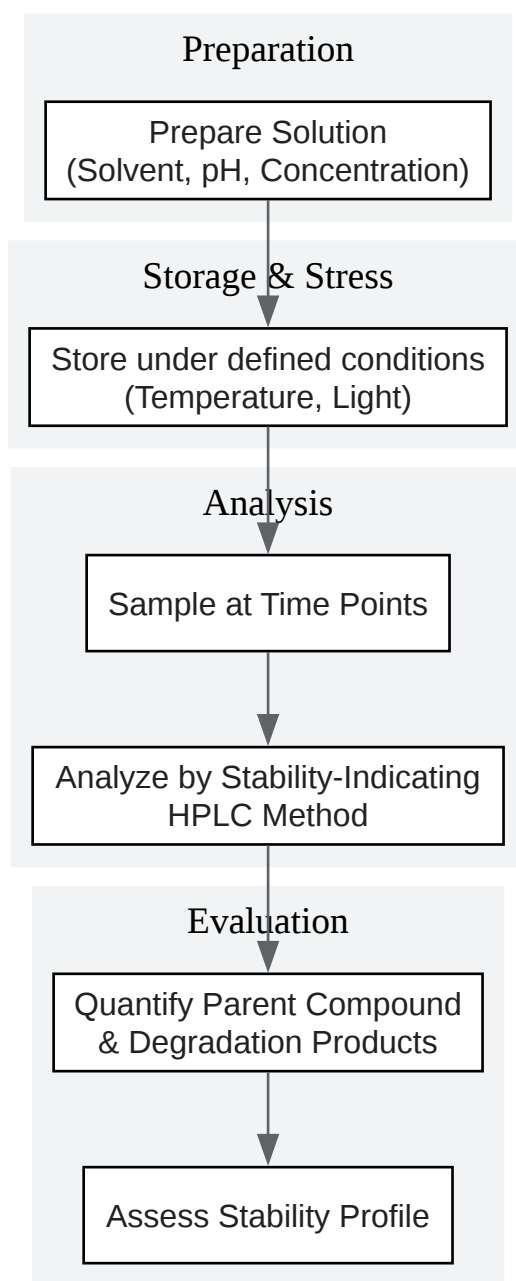 Preparation
Prepare Solution
(Solvent, pH, Concentration)
Storage & Stress
Store under defined conditions
(Temperature, Light)
Analysis
Sample at Time Points
Analyze by Stability-Indicating
HPLC Method
Evaluation
Quantify Parent Compound
& Degradation Products
Assess Stability Profile